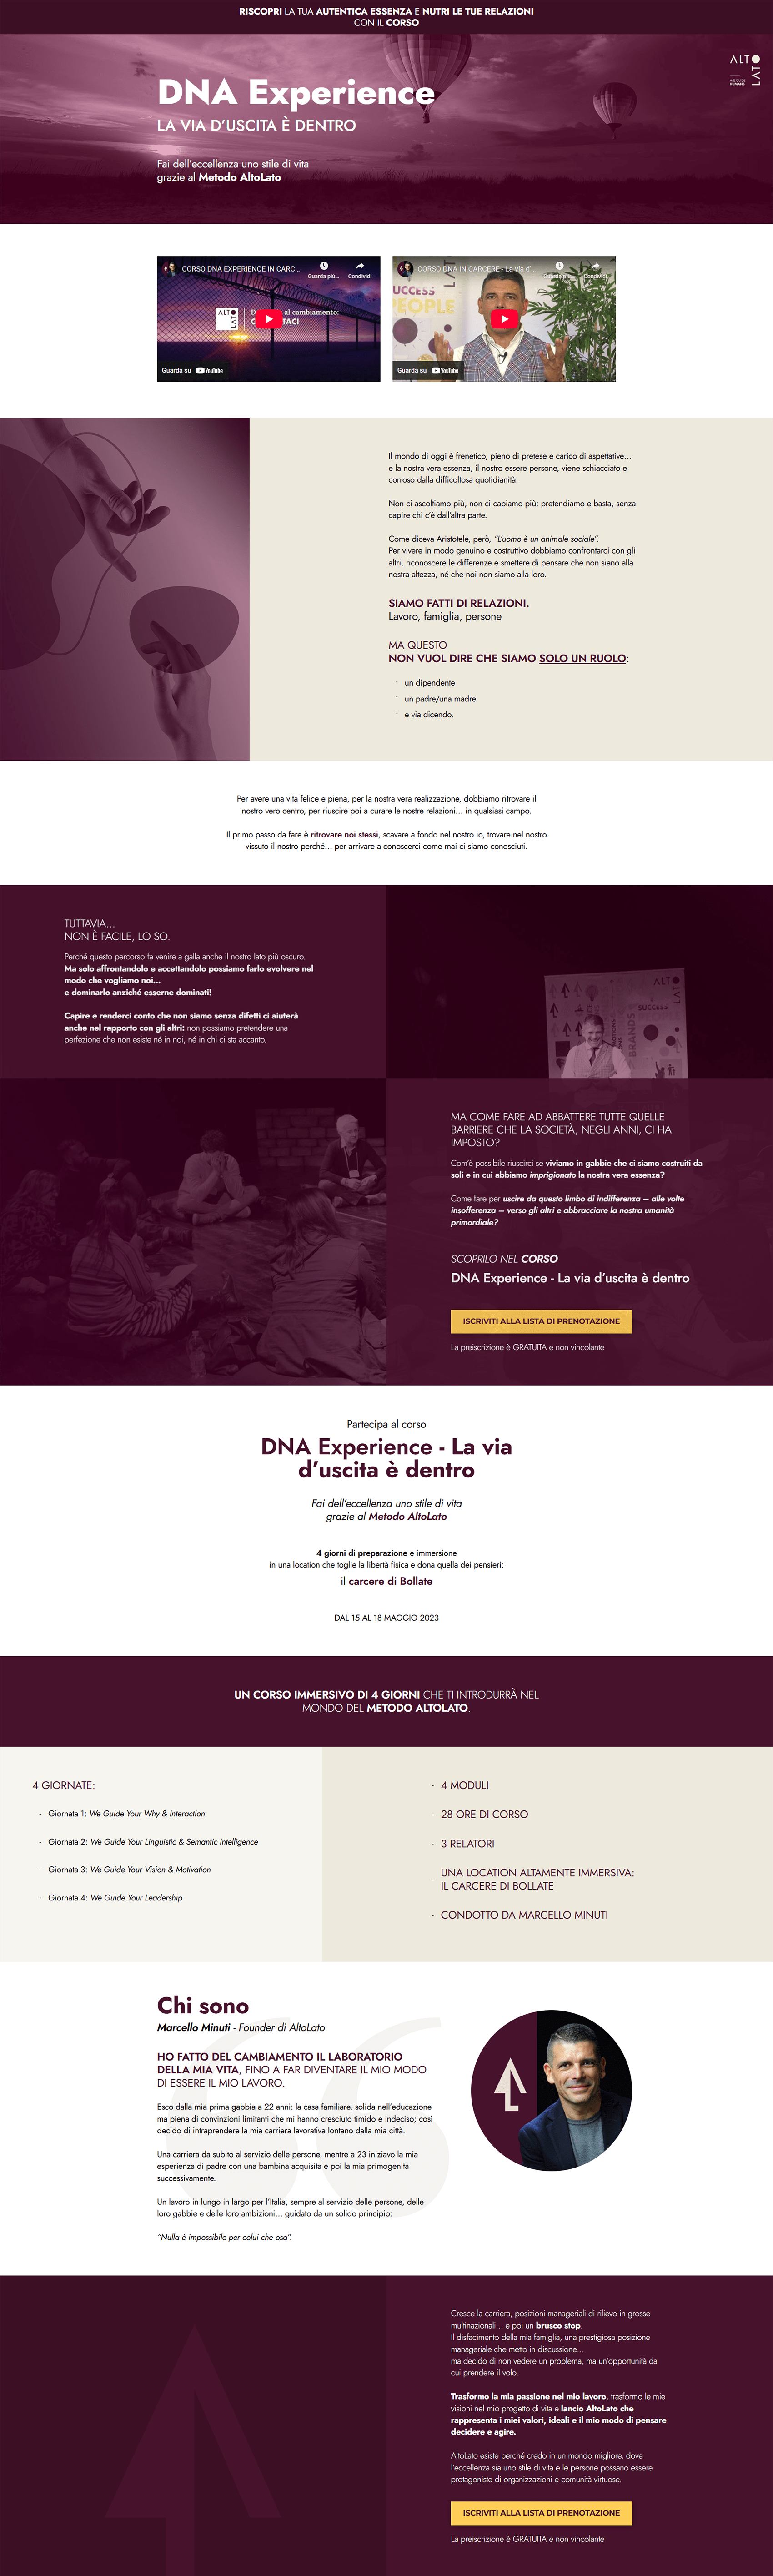 RISCOPRI LA TUA AUTENTICA ESSENZA E NUTRI LE TUE RELAZIONI
CON IL CORSO
ALTO
LATO
DNA Experience
LA VIA D'USCITA È DENTRO
Fai dell'eccellenza uno stile di vita
grazie al Metodo AltoLato
CORSO DNA EXPERIENCE IN CARC...
Guarda più...
Condividi
ALTO
LATO
al cambiamento:
Guarda su YouTube
CORSO DNA IN CARCERE - La via d'...
Condividi
PEOPLE
Guarda su YouTube
Il mondo di oggi è frenetico, pieno di pretese e carico di aspettative...
e la nostra vera essenza, il nostro essere persone, viene schiacciato e
corroso dalla difficoltosa quotidianità.
Non ci ascoltiamo più, non ci capiamo più: pretendiamo e basta, senza
capire chi c'è dall'altra parte.
Come diceva Aristotele, però, "L'uomo è un animale sociale".
Per vivere in modo genuino e costruttivo dobbiamo confrontarci con gli
altri, riconoscere le differenze e smettere di pensare che non siano alla
nostra altezza, né che noi non siamo alla loro.
SIAMO FATTI DI RELAZIONI.
Lavoro, famiglia, persone
MA QUESTO
NON VUOL DIRE CHE SIAMO SOLO UN RUOLO:
- un dipendente
- un padre/una madre
- e via dicendo.
Per avere una vita felice e piena, per la nostra vera realizzazione, dobbiamo ritrovare il
nostro vero centro, per riuscire poi a curare le nostre relazioni... in qualsiasi campo.
Il primo passo da fare è ritrovare noi stessi, scavare a fondo nel nostro io, trovare nel nostro
vissuto il nostro perché... per arrivare a conoscerci come mai ci siamo conosciuti.
TUTTAVIA...
NON È FACILE, LO SO.
Perché questo percorso fa venire a galla anche il nostro lato più oscuro.
Ma solo affrontandolo e accettandolo possiamo farlo evolvere nel
modo che vogliamo noi...
e dominarlo anziché esserne dominati!
Capire e renderci conto che non siamo senza difetti ci aiuterà
anche nel rapporto con gli altri: non possiamo pretendere una
perfezione che non esiste né in noi, né in chi ci sta accanto.
ALTO
LATO
BRANDS
MA COME FARE AD ABBATTERE TUTTE QUELLE
BARRIERE CHE LA SOCIETÀ, NEGLI ANNI, CI HA
IMPOSTO?
Com'è possibile riuscirci se viviamo in gabbie che ci siamo costruiti da
soli e in cui abbiamo imprigionato la nostra vera essenza?
Come fare per uscire da questo limbo di indifferenza – alle volte
insofferenza – verso gli altri e abbracciare la nostra umanità
primordiale?
SCOPRILO NEL CORSO
DNA Experience - La via d'uscita è dentro
ISCRIVITI ALLA LISTA DI PRENOTAZIONE
La preiscrizione è GRATUITA e non vincolante
Partecipa al corso
DNA Experience - La via
d'uscita è dentro
Fai dell'eccellenza uno stile di vita
grazie al Metodo AltoLato
4 giorni di preparazione e immersione
in una location che toglie la libertà fisica e dona quella dei pensieri:
il carcere di Bollate
DAL 15 AL 18 MAGGIO 2023
UN CORSO IMMERSIVO DI 4 GIORNI CHE TI INTRODURRÀ NEL
MONDO DEL METODO ALTOLATO.
4 GIORNATE:
- Giornata 1: We Guide Your Why & Interaction
- Giornata 2: We Guide Your Linguistic & Semantic Intelligence
- Giornata 3: We Guide Your Vision & Motivation
- Giornata 4: We Guide Your Leadership
- 4 MODULI
- 28 ORE DI CORSO
- 3 RELATORI
- UNA LOCATION ALTAMENTE IMMERSIVA:
IL CARCERE DI BOLLATE
- CONDOTTO DA MARCELLO MINUTI
Chi sono
Marcello Minuti - Founder di AltoLato
HO FATTO DEL CAMBIAMENTO IL LABORATORIO
DELLA MIA VITA, FINO A FAR DIVENTARE IL MIO MODO
DI ESSERE IL MIO LAVORO.
Esco dalla mia prima gabbia a 22 anni: la casa familiare, solida nell'educazione
ma piena di convinzioni limitanti che mi hanno cresciuto timido e indeciso; così
decido di intraprendere la mia carriera lavorativa lontano dalla mia città.
Una carriera da subito al servizio delle persone, mentre a 23 iniziavo la mia
esperienza di padre con una bambina acquisita e poi la mia primogenita
successivamente.
Un lavoro in lungo in largo per l'Italia, sempre al servizio delle persone, delle
loro gabbie e delle loro ambizioni... guidato da un solido principio:
"Nulla è impossibile per colui che osa".
Cresce la carriera, posizioni manageriali di rilievo in grosse
multinazionali... e poi un brusco stop.
Il disfacimento della mia famiglia, una prestigiosa posizione
manageriale che metto in discussione...
ma decido di non vedere un problema, ma un'opportunità da
cui prendere il volo.
Trasformo la mia passione nel mio lavoro, trasformo le mie
visioni nel mio progetto di vita e lancio AltoLato che
rappresenta i miei valori, ideali e il mio modo di pensare
decidere e agire.
AltoLato esiste perché credo in un mondo migliore, dove
l'eccellenza sia uno stile di vita e le persone possano essere
protagoniste di organizzazioni e comunità virtuose.
ISCRIVITI ALLA LISTA DI PRENOTAZIONE
La preiscrizione è GRATUITA e non vincolante